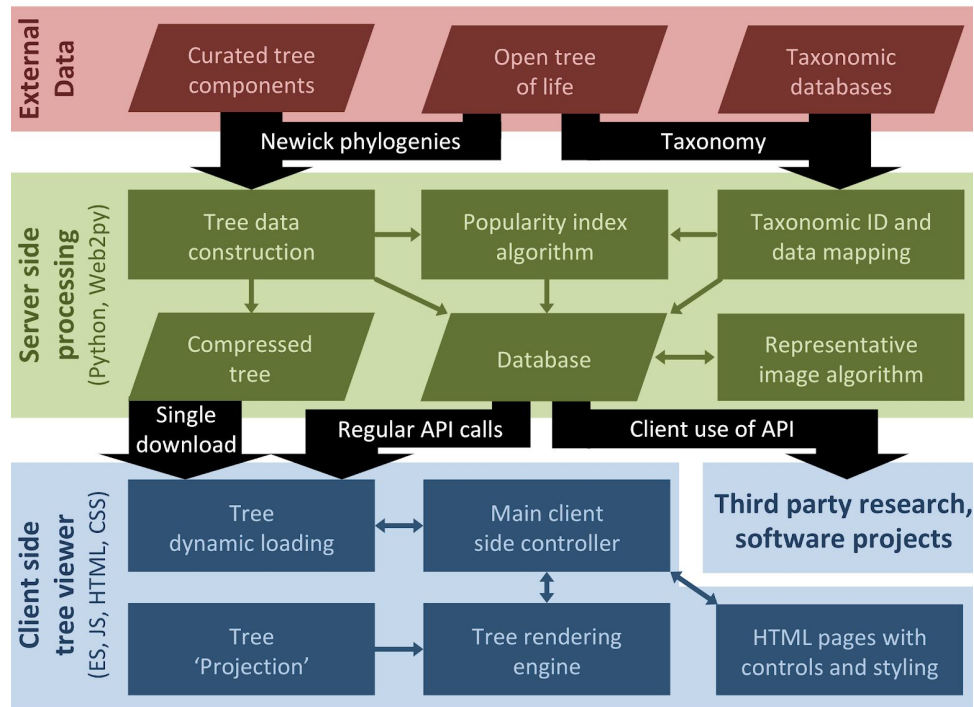 External
Data
Curated tree
components
Open tree
of life
Taxonomic
databases
Newick phylogenies
Taxonomy
Server side
processing
(Python, Web2py)
Tree data
construction
Popularity index
algorithm
Taxonomic ID and
data mapping
Compressed
tree
Database
Representative
image algorithm
Single
download
Regular API calls
Client use of API
Client side
tree viewer
(ES, JS, HTML, CSS)
Tree
dynamic loading
Main client
side controller
Third party research,
software projects
Tree
‘Projection’
Tree rendering
engine
HTML pages with
controls and styling